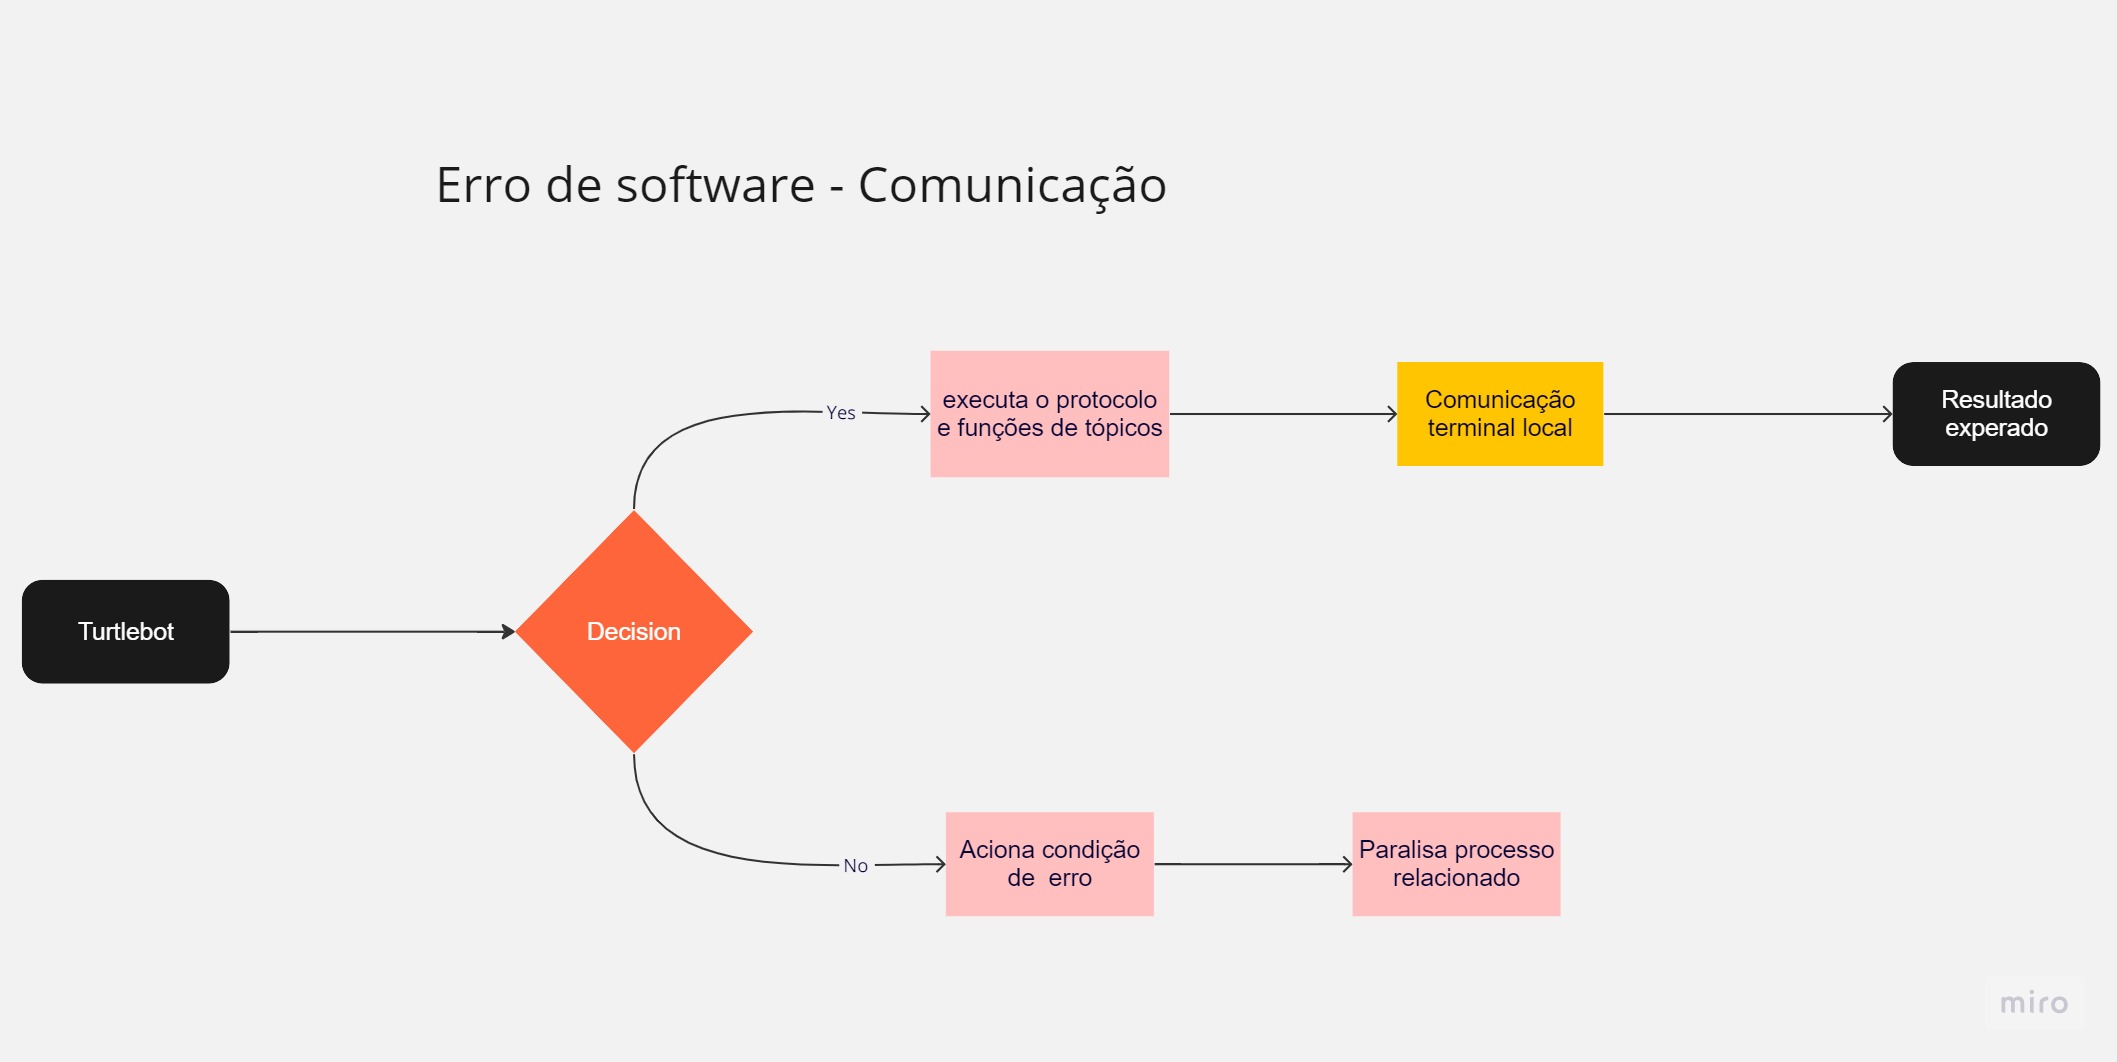 Erro de software - Comunicação
Yes
executa o protocolo
e funções de tópicos
Comunicação
terminal local
Resultado
experado
Turtlebot
Decision
No
Aciona condição
de  erro
Paralisa processo
relacionado
miro